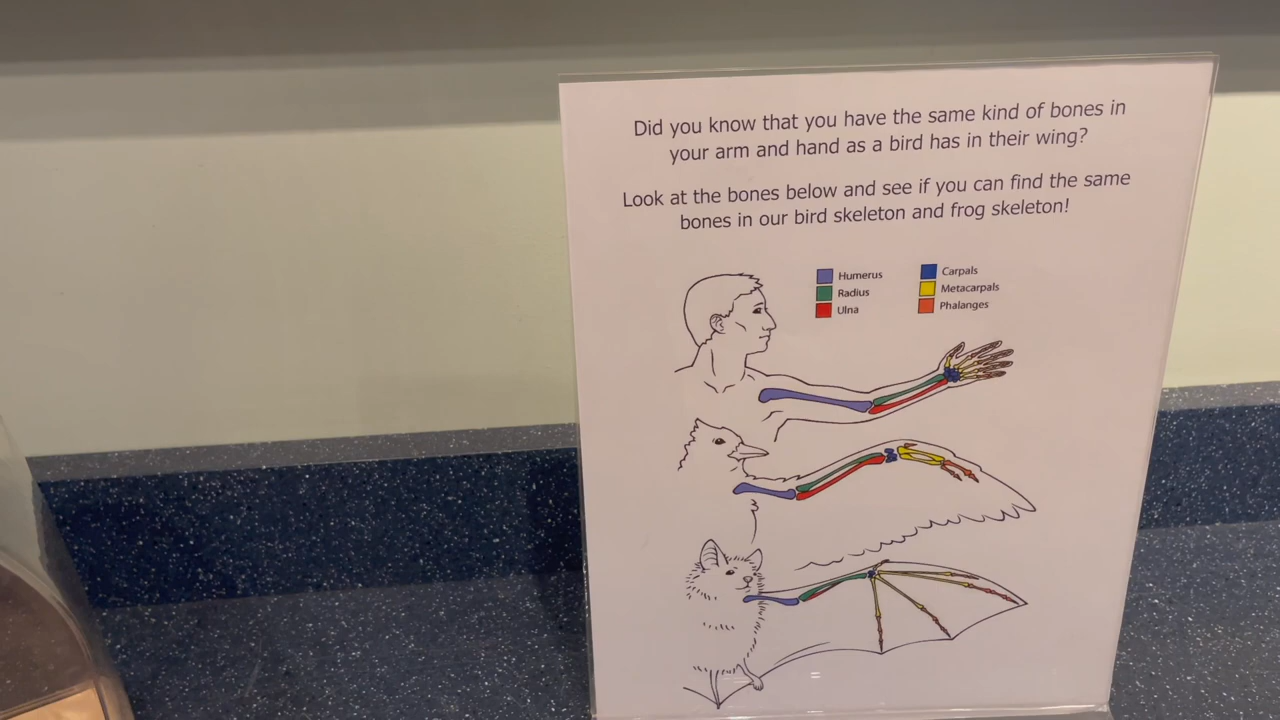 Did you know that you have the same kind of bones in
your arm and hand as a bird has in their wing?
Look at the bones below and see if you can find the same
bones in our bird skeleton and frog skeleton!
Humerus
Radius
Ulna
Carpals
Metacarpals
Phalanges